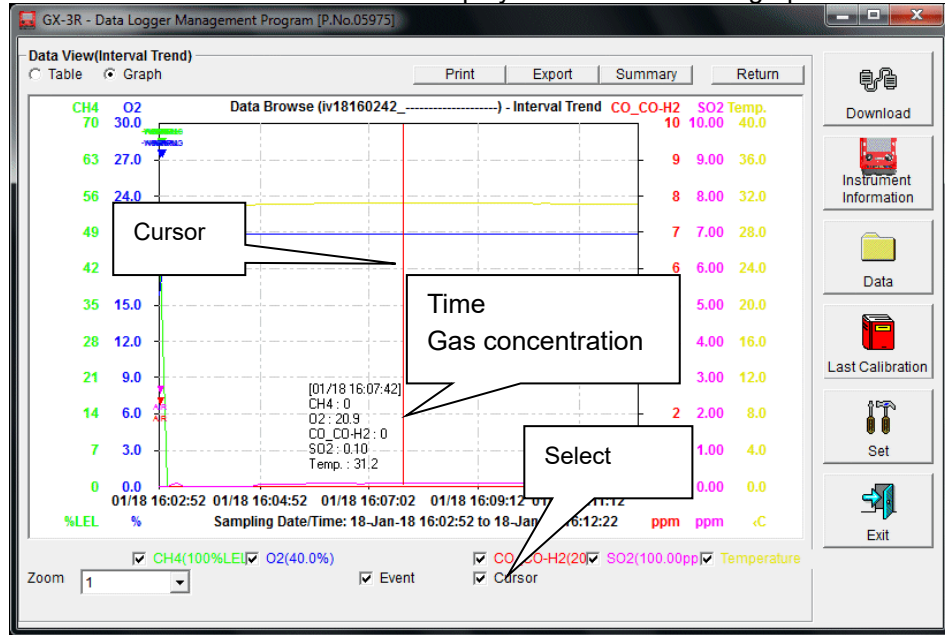 GX-3R - Data Logger Management Program [P.No.05975]
Data View(Interval Trend)
Table Graph Print Export Summary Return
CH4 O2 Data Browse (iv18160242_--------------------) - Interval Trend CO_CO-H2 SO2 Temp.
70 30.0 10 10.00 40.0
63 27.0 9 9.00 36.0
56 24.0 8 8.00 32.0
49 7 7.00 28.0
42 6 6.00 24.0
35 15.0 5.00 20.0
28 12.0 4.00 16.0
21 9.0 3.00 12.0
14 6.0 2 2.00 8.0
7 3.0 1.00 4.0
0 0.0 0.00 0.0
Cursor
Time
Gas concentration
[01/18 16:07:42]
CH4 : 0
O2 : 20.9
CO_CO-H2 : 0
SO2 : 0.10
Temp. : 31.2
AIR
Select
01/18 16:02:52 01/18 16:04:52 01/18 16:07:02 01/18 16:09:12
%LEL % Sampling Date/Time: 18-Jan-18 16:02:52 to 18-Jan 16:12:22 ppm ppm C
CH4(100%LEL O2(40.0%) CO_CO-H2(20 SO2(100.00pp Temperature
Zoom 1 Event Cursor
Download
Instrument
Information
Data
Last Calibration
Set
Exit